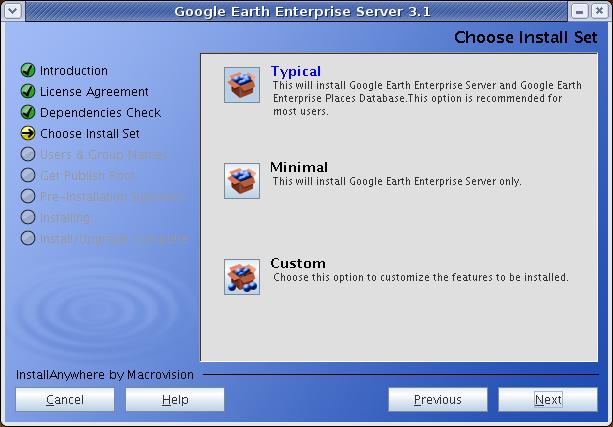 Google Earth Enterprise Server 3.1
Choose Install Set
Introduction
License Agreement
Dependencies Check
Choose Install Set
Users & Group Names
Get Publish Root
Pre-Installation Summary
Installing...
Install/Upgrade Complete
Typical
This will install Google Earth Enterprise Server and Google Earth
Enterprise Places Database.This option is recommended for
most users.
Minimal
This will install Google Earth Enterprise Server only.
Custom
Choose this option to customize the features to be installed.
InstallAnywhere by Macrovision
Cancel
Help
Previous
Next